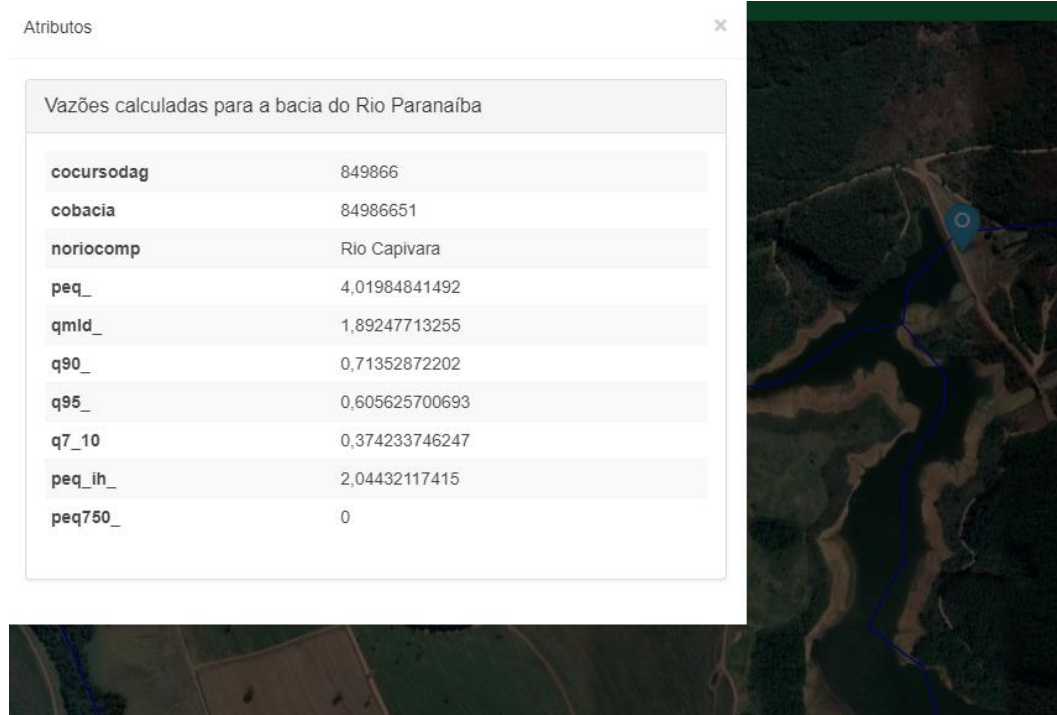 Atributos ×
Vazões calculadas para a bacia do Rio Paranaíba
cocursodag 849866
cobacia 84986651
noriocomp Rio Capivara
peq_ 4,01984841492
qmld_ 1,89247713255
q90_ 0,71352872202
q95_ 0,605625700693
q7_10 0,374233746247
peq_ih_ 2,04432117415
peq750_ 0